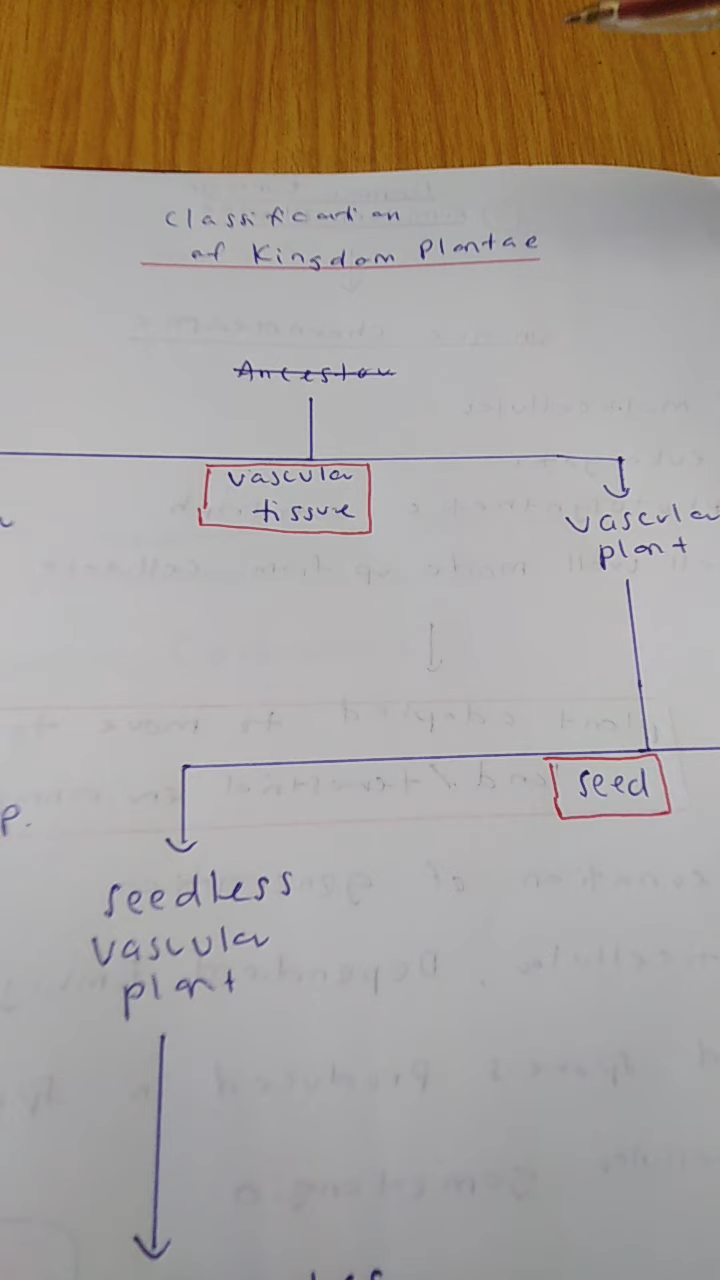 Classification
of Kingdom Plantae
Ancestor
vascular
tissue
vascular
plant
P.
seed
seedless
vascular
plant